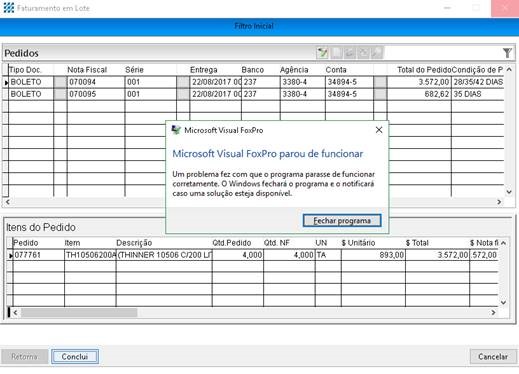 Faturamento em Lote
Filtro Inicial
Pedidos
Tipo Doc. Nota Fiscal Série Entrega Banco Agência Conta Total do Pedido Condição de P
BOLETO 070094 001 22/08/2017 00 237 3380-4 34894-5 3.572,00 28/35/42 DIAS
BOLETO 070095 001 22/08/2017 00 237 3380-4 34894-5 682,62 35 DIAS
Microsoft Visual FoxPro
Microsoft Visual FoxPro parou de funcionar
Um problema fez com que o programa parasse de funcionar
corretamente. O Windows fechará o programa e o notificará
caso uma solução esteja disponível.
Fechar programa
Itens do Pedido
Pedido Item Descrição Qtd.Pedido Qtd. NF UN $ Unitário $ Total $ Nota fi
077761 TH10506200A (THINNER 10506 C/200 LI 4,000 4,000 TA 893,00 3.572,00 .572,00
Retorna Conclui Cancelar